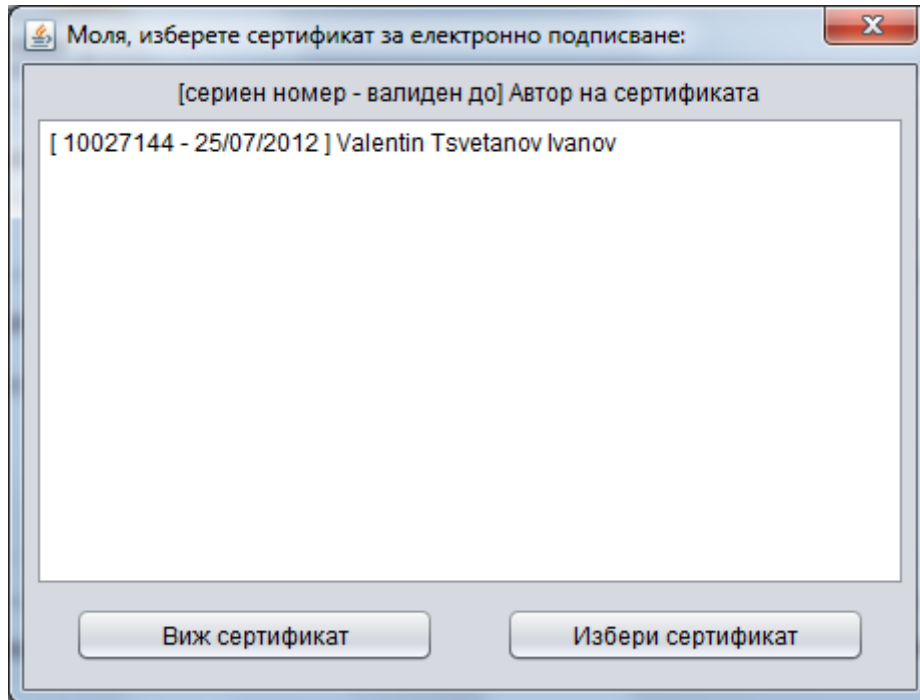 Моля, изберете сертификат за електронно подписване:
[сериен номер - валиден до] Автор на сертификата
[ 10027144 - 25/07/2012 ] Valentin Tsvetanov Ivanov
Виж сертификат
Избери сертификат